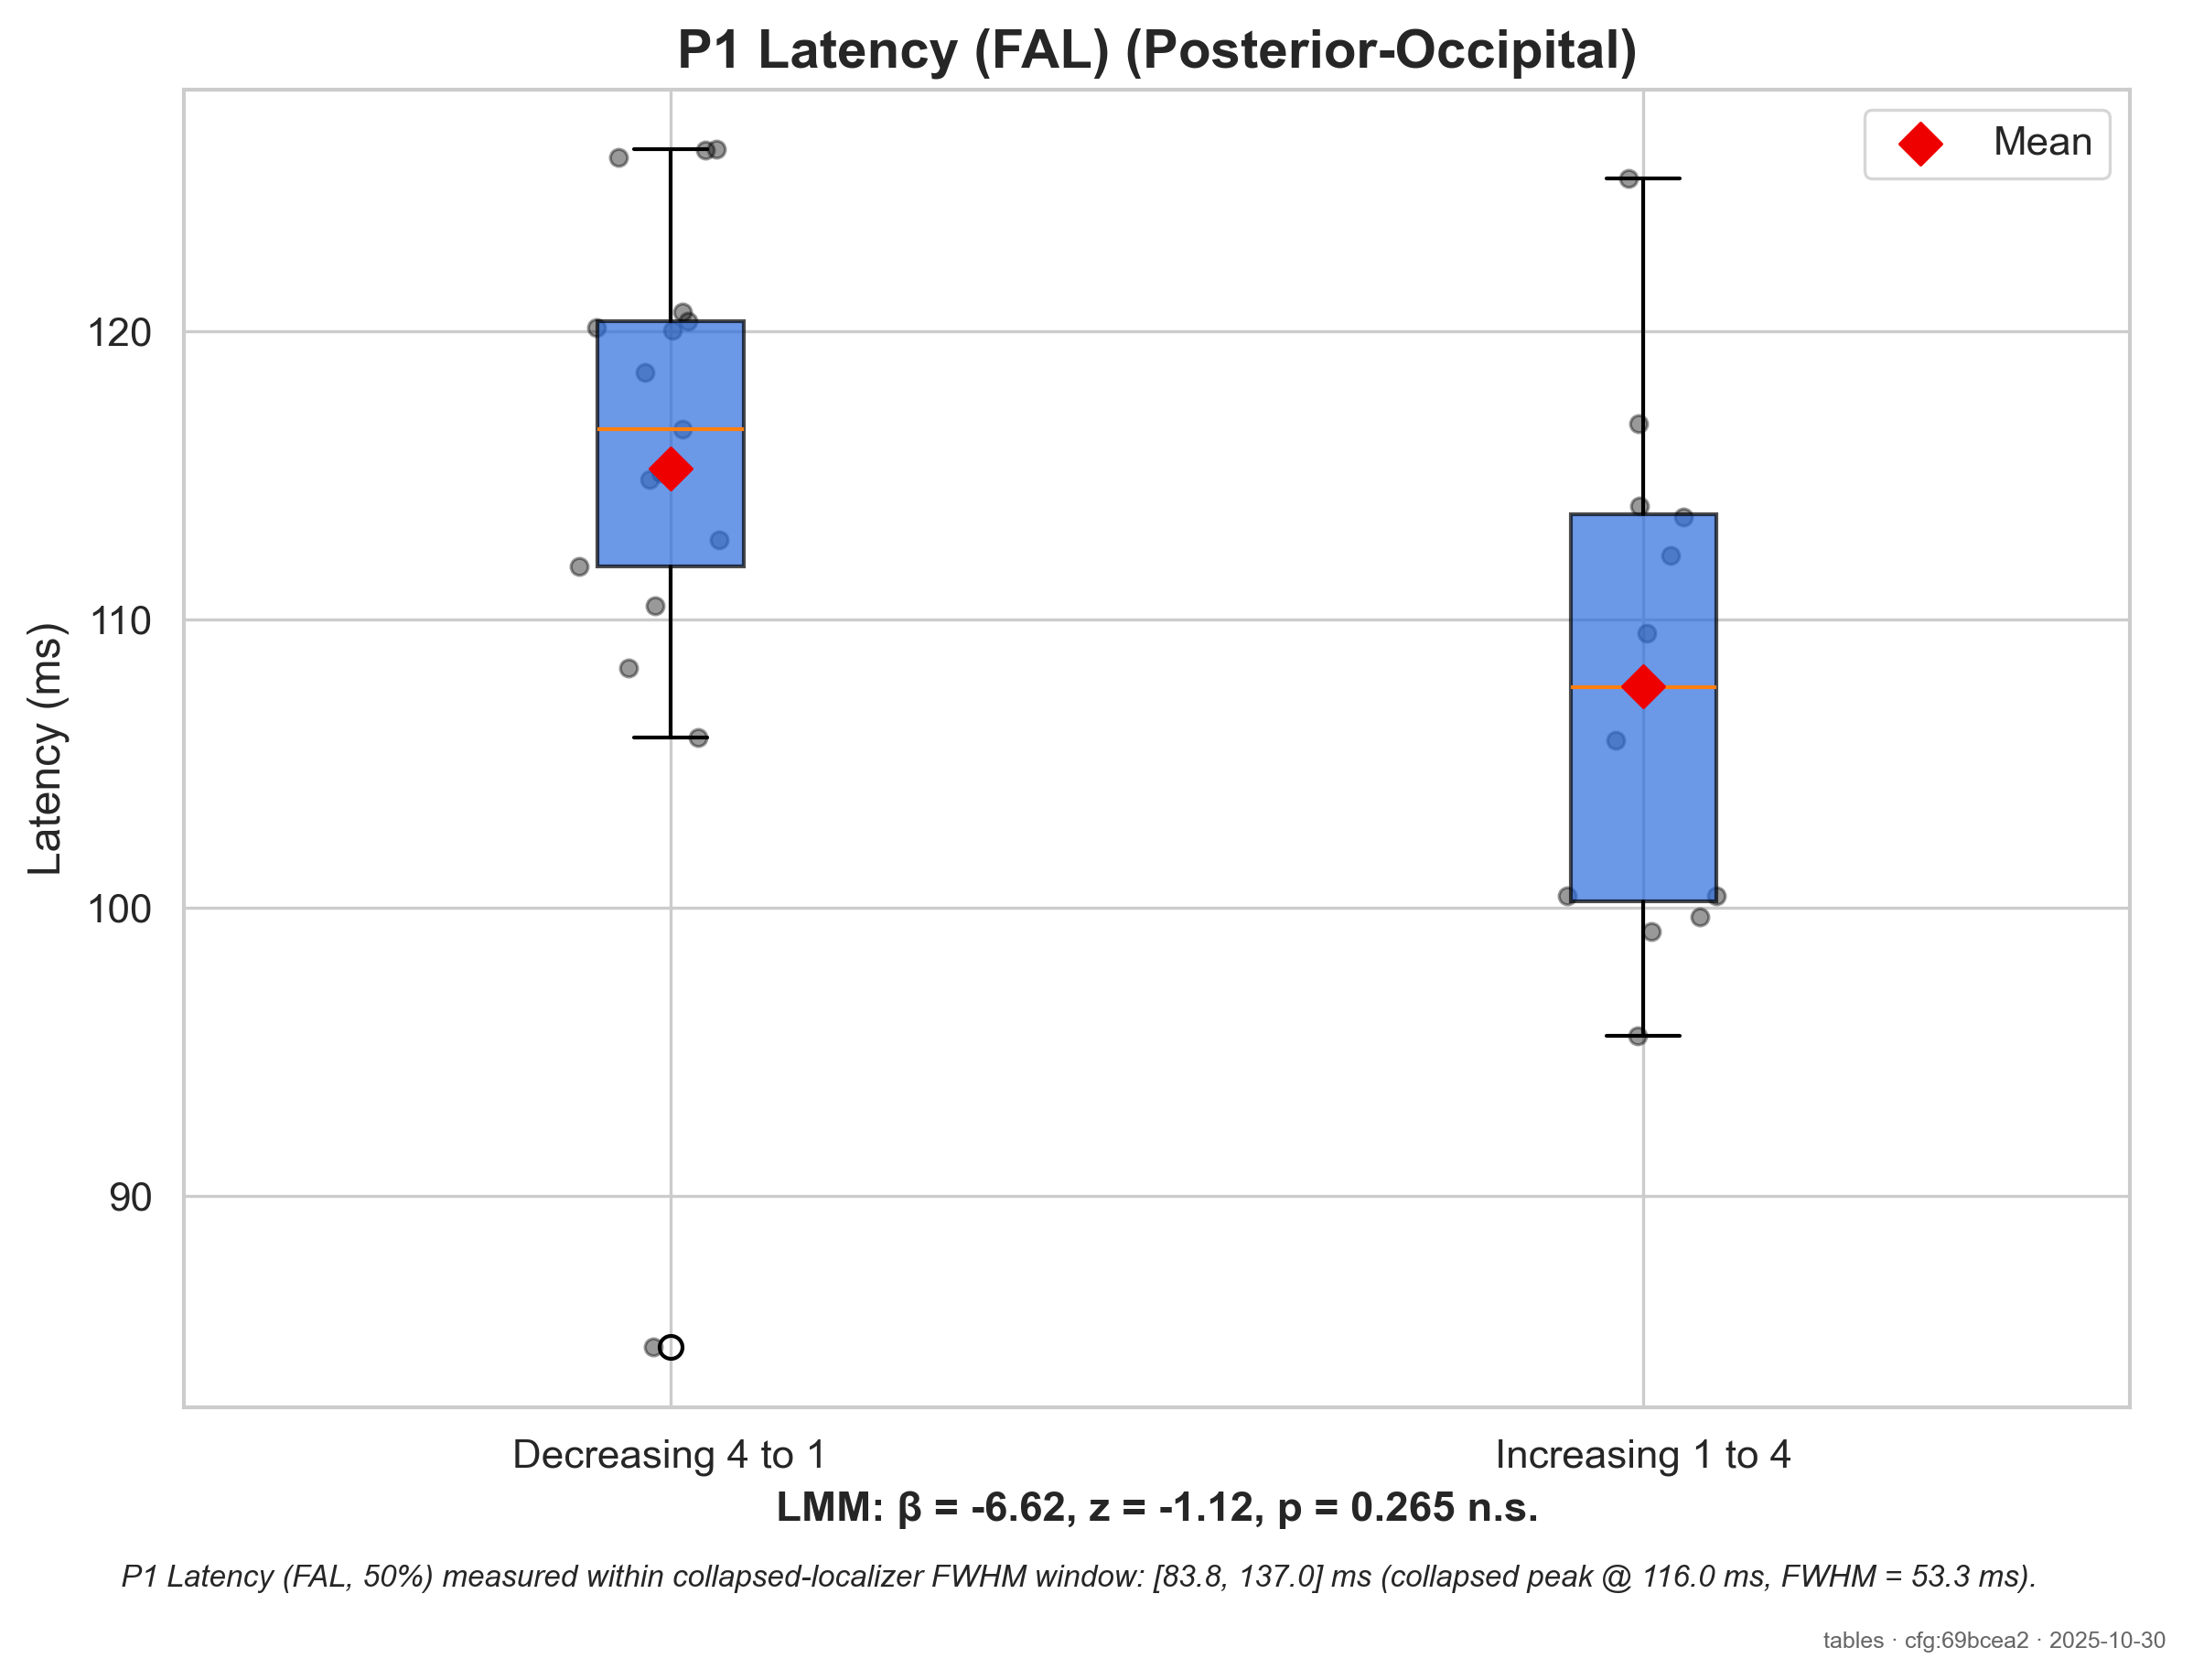 P1 Latency (FAL) (Posterior-Occipital)
Mean
120
110
100
90
Latency (ms)
Decreasing 4 to 1
Increasing 1 to 4
LMM: β = -6.62, z = -1.12, p = 0.265 n.s.
P1 Latency (FAL, 50%) measured within collapsed-localizer FWHM window: [83.8, 137.0] ms (collapsed peak @ 116.0 ms, FWHM = 53.3 ms).
tables · cfg:69bcea2 · 2025-10-30